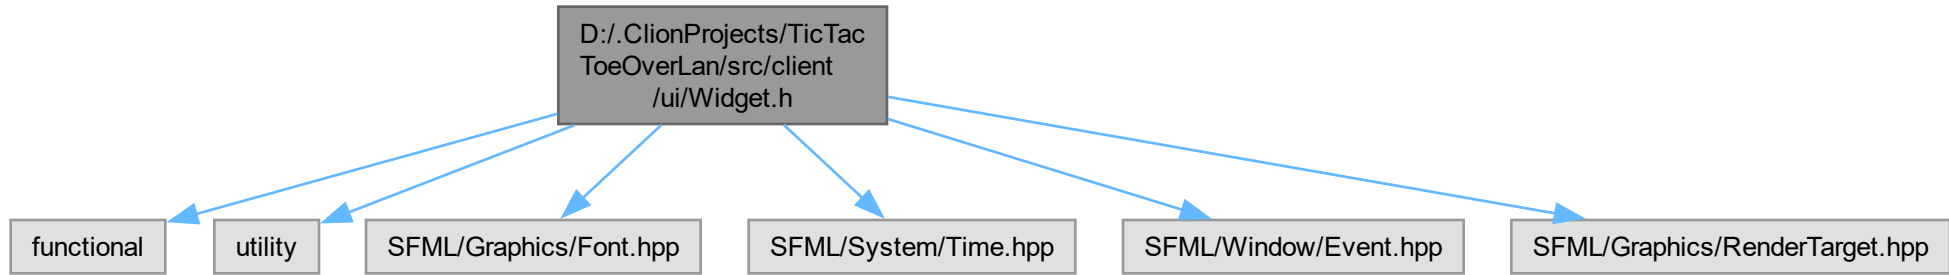 D:/.ClionProjects/TicTac
ToeOverLan/src/client
/ui/Widget.h
functional
utility
SFML/Graphics/Font.hpp
SFML/System/Time.hpp
SFML/Window/Event.hpp
SFML/Graphics/RenderTarget.hpp